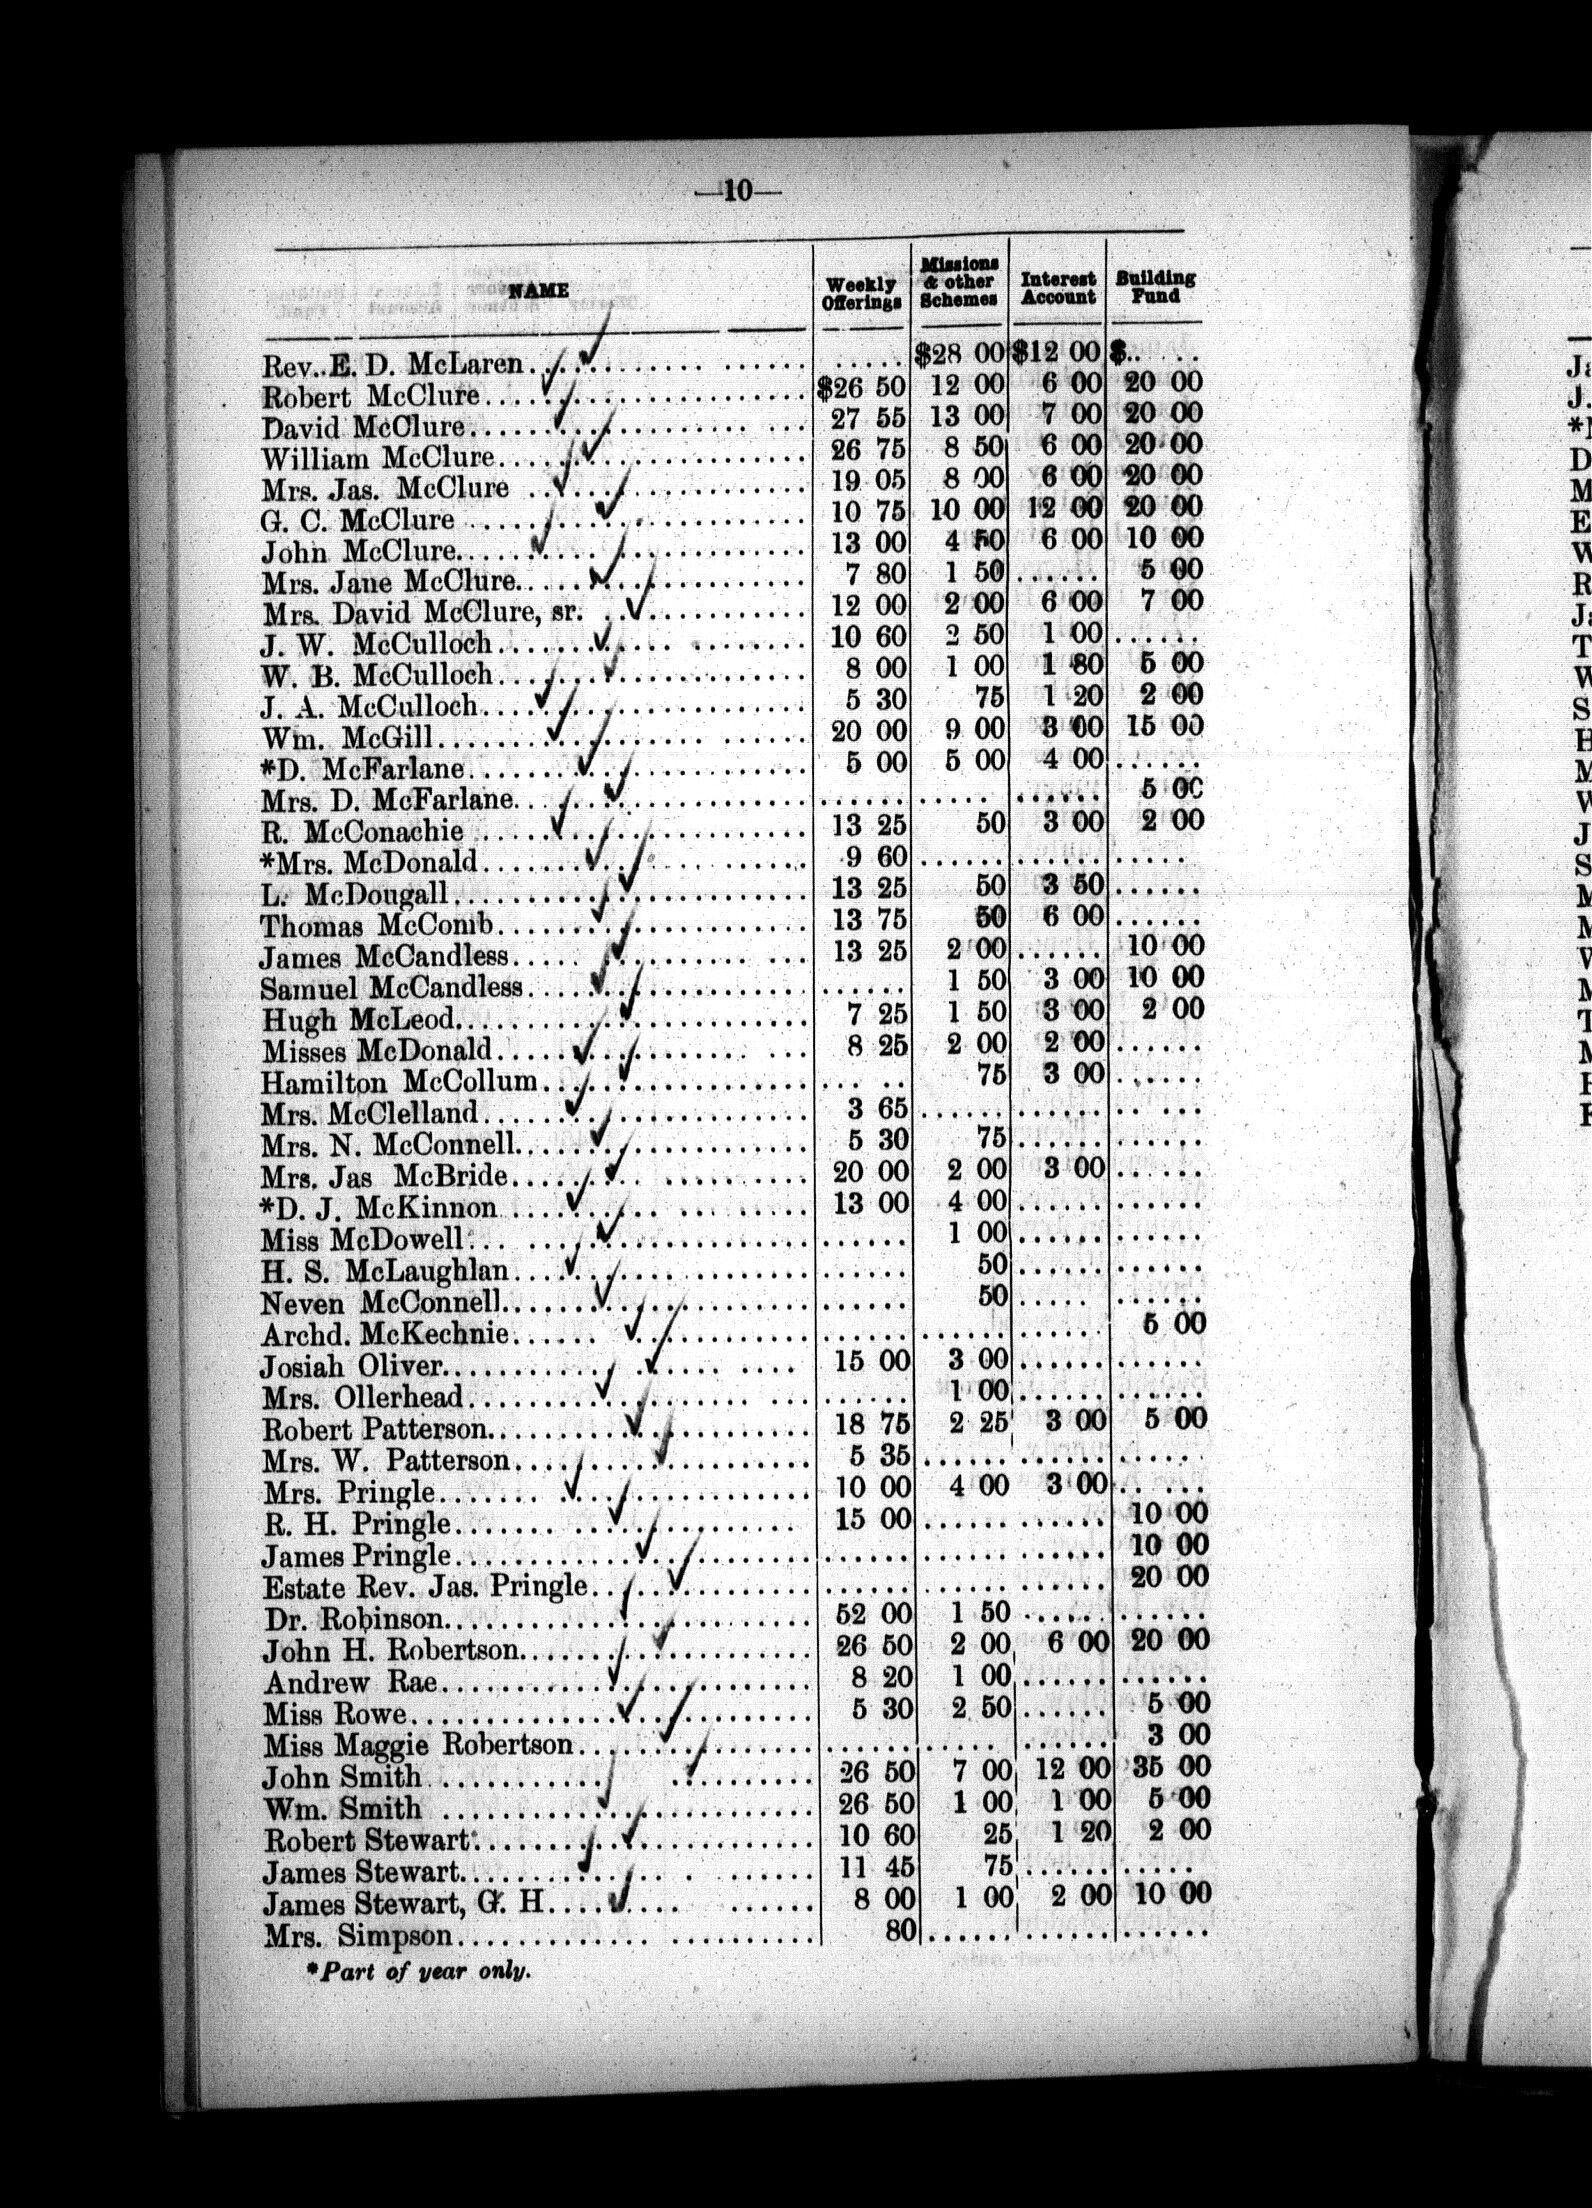 —10—
NAME Weekly Offerings Missions & other Schemes Interest Account Building Fund
Rev. E. D. McLaren ..... $28 00 $12 00 $.. ..
Robert McClure ..... $26 50 12 00 6 00 20 00
David McClure ..... 27 55 13 00 7 00 20 00
William McClure ..... 26 75 8 50 6 00 20 00
Mrs. Jas. McClure ..... 19 05 8 00 6 00 20 00
G. C. McClure ..... 10 75 10 00 12 00 20 00
John McClure ..... 13 00 4 50 6 00 10 00
Mrs. Jane McClure ..... 7 80 1 50 ...... 5 00
Mrs. David McClure, sr. ..... 12 00 2 00 6 00 7 00
J. W. McCulloch ..... 10 60 2 50 1 00 ......
W. B. McCulloch ..... 8 00 1 00 1 80 5 00
J. A. McCulloch ..... 5 30 75 1 20 2 00
Wm. McGill ..... 20 00 9 00 3 00 15 00
*D. McFarlane ..... 5 00 5 00 4 00 ......
Mrs. D. McFarlane ..... ...... ...... ...... 5 00
R. McConachie ..... 13 25 50 3 00 2 00
*Mrs. McDonald ..... 9 60 ...... ...... ......
L. McDougall ..... 13 25 50 3 50 ......
Thomas McComb ..... 13 75 50 6 00 ......
James McCandless ..... 13 25 2 00 ...... 10 00
Samuel McCandless ..... ...... 1 50 3 00 10 00
Hugh McLeod ..... 7 25 1 50 3 00 2 00
Misses McDonald ..... 8 25 2 00 2 00 ......
Hamilton McCollum ..... ... .. 75 3 00 ......
Mrs. McClelland ..... 3 65 ...... ...... ......
Mrs. N. McConnell ..... 5 30 75 ...... ......
Mrs. Jas McBride ..... 20 00 2 00 3 00 ......
*D. J. McKinnon ..... 13 00 4 00 ...... ......
Miss McDowell ..... ...... 1 00 ...... ......
H. S. McLaughlan ..... ...... 50 ...... ......
Neven McConnell ..... ...... 50 ..... ......
Archd. McKechnie ..... ...... ...... ..... 5 00
Josiah Oliver ..... 15 00 3 00 ...... ......
Mrs. Ollerhead ..... ...... 1 00 ...... ......
Robert Patterson ..... 18 75 2 25 3 00 5 00
Mrs. W. Patterson ..... 5 35 ...... ...... .....
Mrs. Pringle ..... 10 00 4 00 3 00 .. ...
R. H. Pringle ..... 15 00 ...... ...... 10 00
James Pringle ..... ...... ...... ...... 10 00
Estate Rev. Jas. Pringle ..... ...... ...... ...... 20 00
Dr. Robinson ..... 52 00 1 50 ...... ......
John H. Robertson ..... 26 50 2 00 6 00 20 00
Andrew Rae ..... 8 20 1 00 ...... ......
Miss Rowe ..... 5 30 2 50 ...... 5 00
Miss Maggie Robertson ..... ...... ..... ...... 3 00
John Smith ..... 26 50 7 00 12 00 35 00
Wm. Smith ..... 26 50 1 00 1 00 5 00
Robert Stewart ..... 10 60 25 1 20 2 00
James Stewart ..... 11 45 75 ...... .....
James Stewart, G. H. ..... 8 00 1 00 2 00 10 00
Mrs. Simpson ..... 80 ...... ...... ......
*Part of year only.